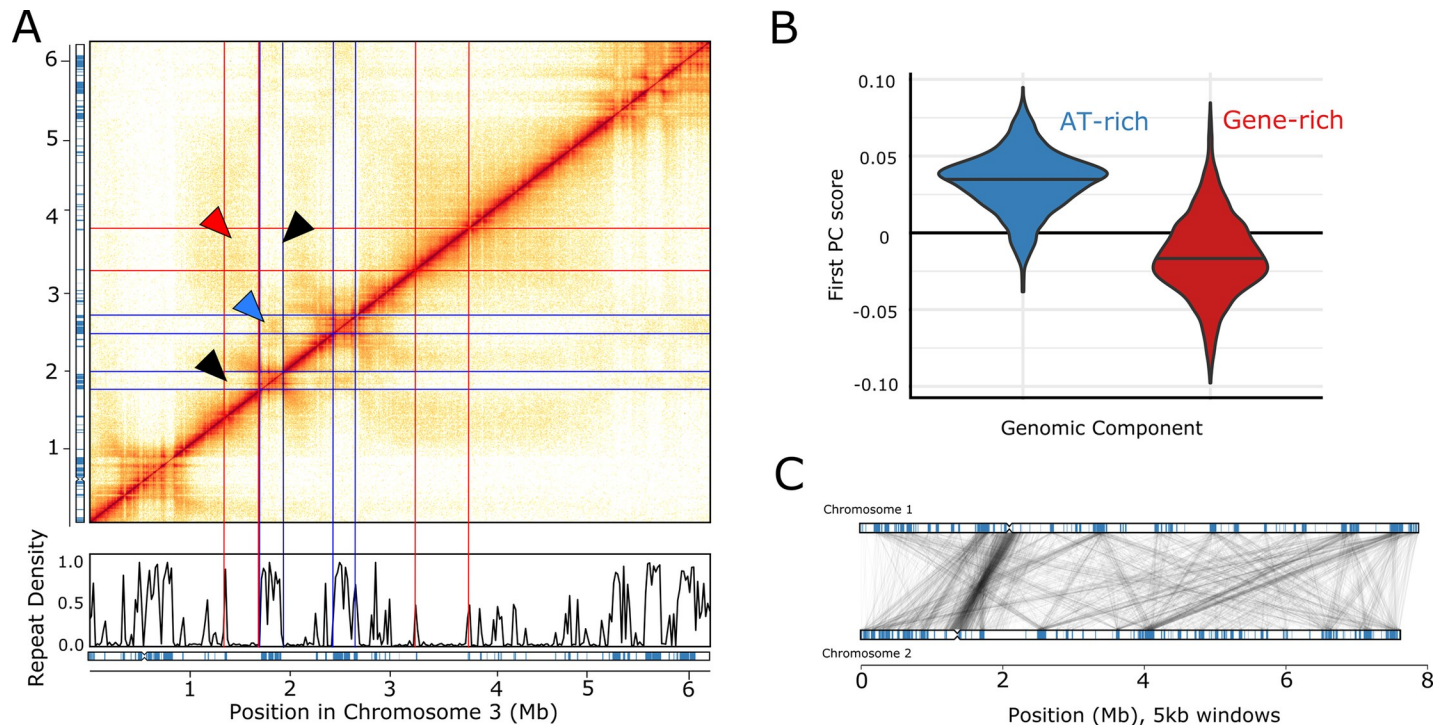 A
6
5
4
3
2
1
Repeat Density
1.0
0.5
0.0
1 2 3 4 5 6
Position in Chromosome 3 (Mb)
B
First PC score
0.10
0.05
0
-0.05
-0.10
AT-rich
Gene-rich
Genomic Component
C
Chromosome 1
Chromosome 2
0 2 4 6 8
Position (Mb), 5kb windows